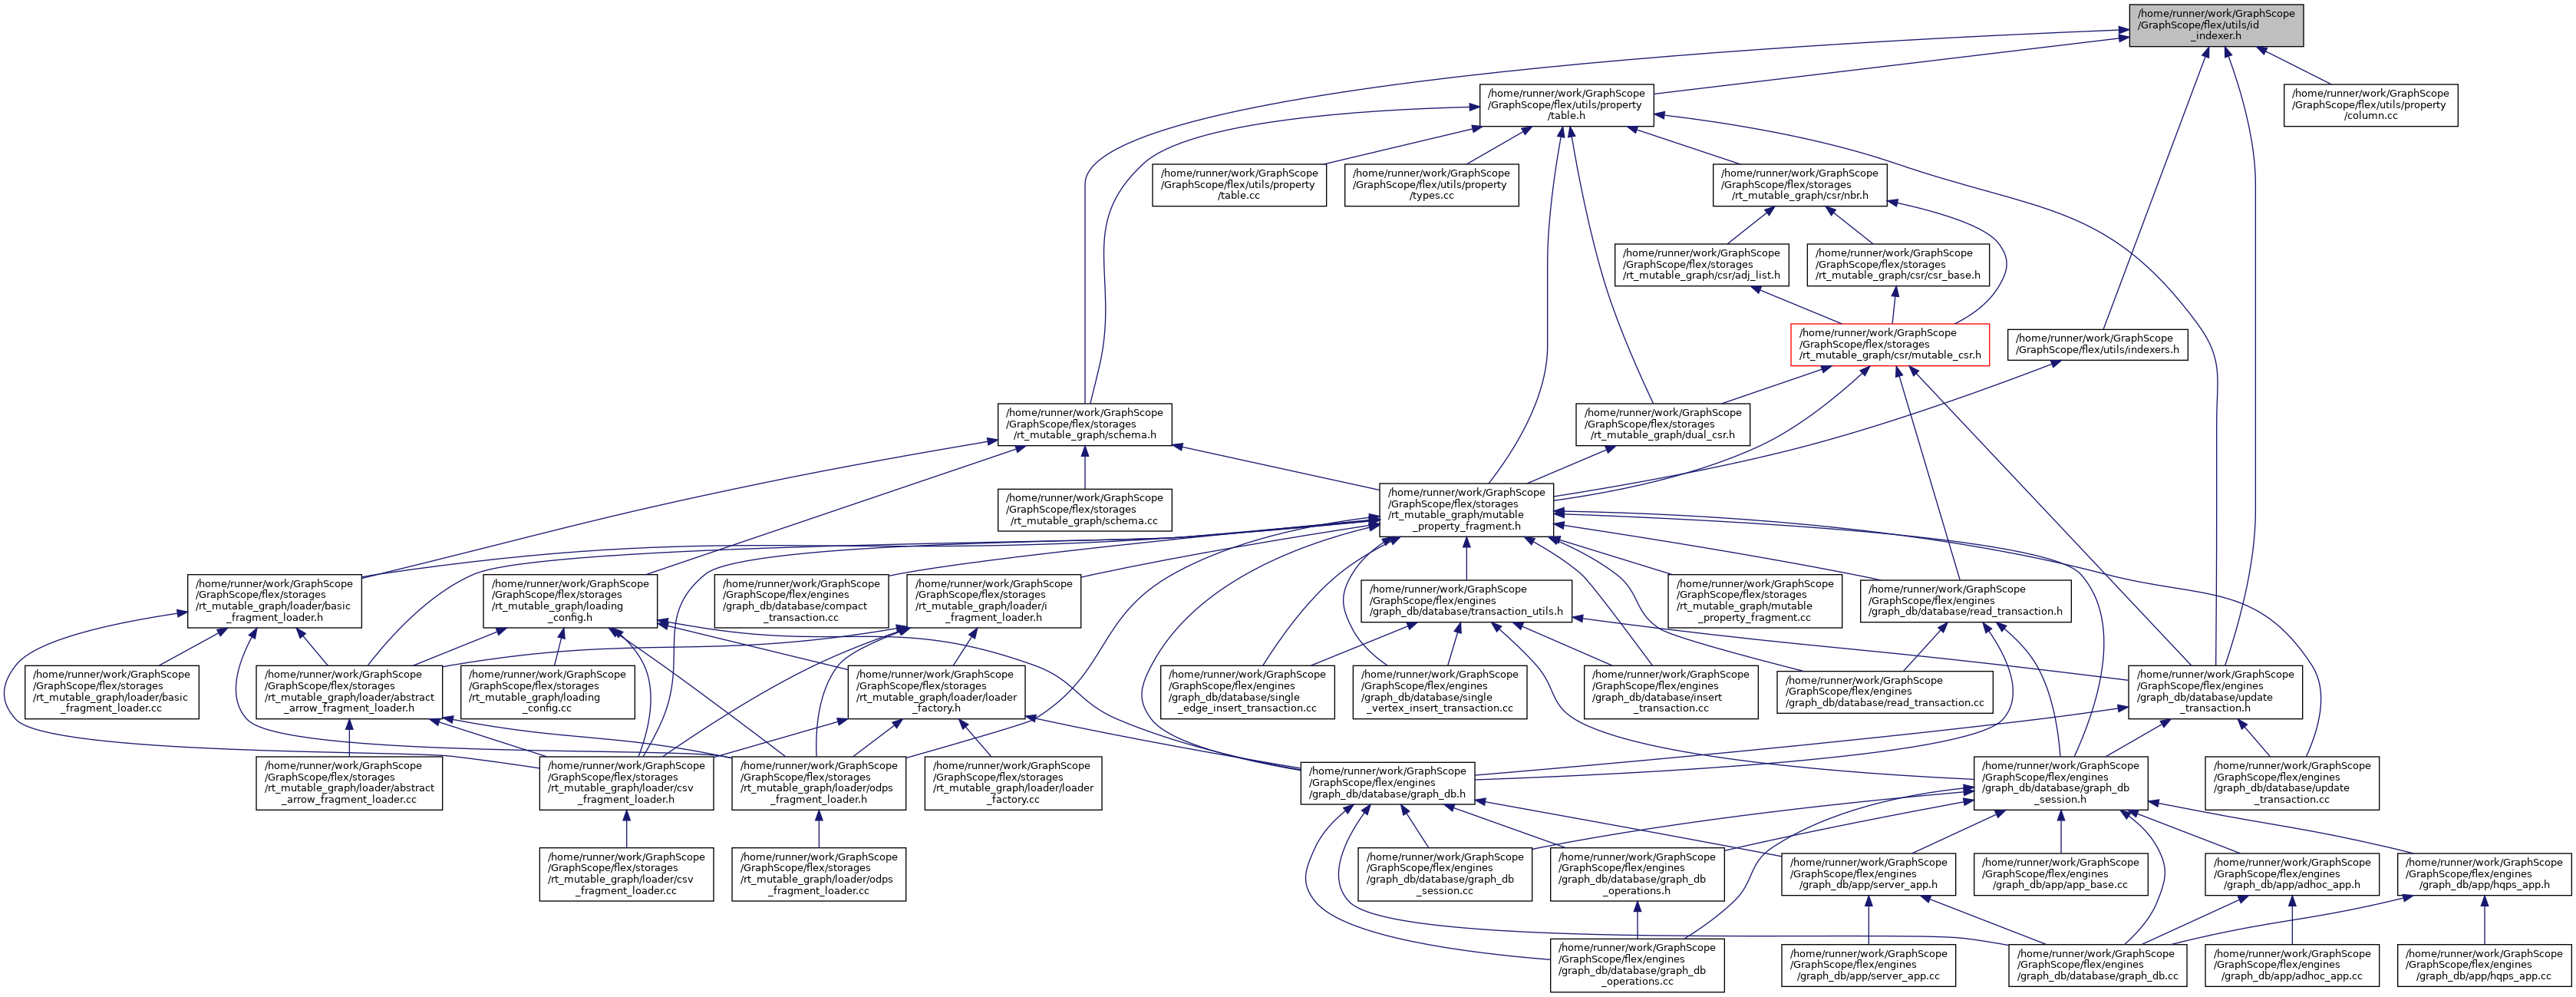 /home/runner/work/GraphScope
/GraphScope/flex/utils/id
_indexer.h
/home/runner/work/GraphScope
/GraphScope/flex/utils/property
/table.h
/home/runner/work/GraphScope
/GraphScope/flex/utils/property
/column.cc
/home/runner/work/GraphScope
/GraphScope/flex/utils/property
/table.cc
/home/runner/work/GraphScope
/GraphScope/flex/utils/property
/types.cc
/home/runner/work/GraphScope
/GraphScope/flex/storages
/rt_mutable_graph/csr/nbr.h
/home/runner/work/GraphScope
/GraphScope/flex/storages
/rt_mutable_graph/csr/adj_list.h
/home/runner/work/GraphScope
/GraphScope/flex/storages
/rt_mutable_graph/csr/csr_base.h
/home/runner/work/GraphScope
/GraphScope/flex/storages
/rt_mutable_graph/csr/mutable_csr.h
/home/runner/work/GraphScope
/GraphScope/flex/utils/indexers.h
/home/runner/work/GraphScope
/GraphScope/flex/storages
/rt_mutable_graph/schema.h
/home/runner/work/GraphScope
/GraphScope/flex/storages
/rt_mutable_graph/dual_csr.h
/home/runner/work/GraphScope
/GraphScope/flex/storages
/rt_mutable_graph/schema.cc
/home/runner/work/GraphScope
/GraphScope/flex/storages
/rt_mutable_graph/mutable
_property_fragment.h
/home/runner/work/GraphScope
/GraphScope/flex/storages
/rt_mutable_graph/loader/basic
_fragment_loader.h
/home/runner/work/GraphScope
/GraphScope/flex/storages
/rt_mutable_graph/loading
_config.h
/home/runner/work/GraphScope
/GraphScope/flex/engines
/graph_db/database/compact
_transaction.cc
/home/runner/work/GraphScope
/GraphScope/flex/storages
/rt_mutable_graph/loader/i
_fragment_loader.h
/home/runner/work/GraphScope
/GraphScope/flex/engines
/graph_db/database/transaction_utils.h
/home/runner/work/GraphScope
/GraphScope/flex/storages
/rt_mutable_graph/mutable
_property_fragment.cc
/home/runner/work/GraphScope
/GraphScope/flex/engines
/graph_db/database/read_transaction.h
/home/runner/work/GraphScope
/GraphScope/flex/storages
/rt_mutable_graph/loader/basic
_fragment_loader.cc
/home/runner/work/GraphScope
/GraphScope/flex/storages
/rt_mutable_graph/loader/abstract
_arrow_fragment_loader.h
/home/runner/work/GraphScope
/GraphScope/flex/storages
/rt_mutable_graph/loading
_config.cc
/home/runner/work/GraphScope
/GraphScope/flex/storages
/rt_mutable_graph/loader/loader
_factory.h
/home/runner/work/GraphScope
/GraphScope/flex/engines
/graph_db/database/single
_edge_insert_transaction.cc
/home/runner/work/GraphScope
/GraphScope/flex/engines
/graph_db/database/single
_vertex_insert_transaction.cc
/home/runner/work/GraphScope
/GraphScope/flex/engines
/graph_db/database/insert
_transaction.cc
/home/runner/work/GraphScope
/GraphScope/flex/engines
/graph_db/database/read_transaction.cc
/home/runner/work/GraphScope
/GraphScope/flex/engines
/graph_db/database/update
_transaction.h
/home/runner/work/GraphScope
/GraphScope/flex/storages
/rt_mutable_graph/loader/abstract
_arrow_fragment_loader.cc
/home/runner/work/GraphScope
/GraphScope/flex/storages
/rt_mutable_graph/loader/csv
_fragment_loader.h
/home/runner/work/GraphScope
/GraphScope/flex/storages
/rt_mutable_graph/loader/odps
_fragment_loader.h
/home/runner/work/GraphScope
/GraphScope/flex/storages
/rt_mutable_graph/loader/loader
_factory.cc
/home/runner/work/GraphScope
/GraphScope/flex/engines
/graph_db/database/graph_db.h
/home/runner/work/GraphScope
/GraphScope/flex/engines
/graph_db/database/graph_db
_session.h
/home/runner/work/GraphScope
/GraphScope/flex/engines
/graph_db/database/update
_transaction.cc
/home/runner/work/GraphScope
/GraphScope/flex/storages
/rt_mutable_graph/loader/csv
_fragment_loader.cc
/home/runner/work/GraphScope
/GraphScope/flex/storages
/rt_mutable_graph/loader/odps
_fragment_loader.cc
/home/runner/work/GraphScope
/GraphScope/flex/engines
/graph_db/database/graph_db
_session.cc
/home/runner/work/GraphScope
/GraphScope/flex/engines
/graph_db/database/graph_db
_operations.h
/home/runner/work/GraphScope
/GraphScope/flex/engines
/graph_db/app/server_app.h
/home/runner/work/GraphScope
/GraphScope/flex/engines
/graph_db/app/app_base.cc
/home/runner/work/GraphScope
/GraphScope/flex/engines
/graph_db/app/adhoc_app.h
/home/runner/work/GraphScope
/GraphScope/flex/engines
/graph_db/app/hqps_app.h
/home/runner/work/GraphScope
/GraphScope/flex/engines
/graph_db/database/graph_db
_operations.cc
/home/runner/work/GraphScope
/GraphScope/flex/engines
/graph_db/app/server_app.cc
/home/runner/work/GraphScope
/GraphScope/flex/engines
/graph_db/database/graph_db.cc
/home/runner/work/GraphScope
/GraphScope/flex/engines
/graph_db/app/adhoc_app.cc
/home/runner/work/GraphScope
/GraphScope/flex/engines
/graph_db/app/hqps_app.cc